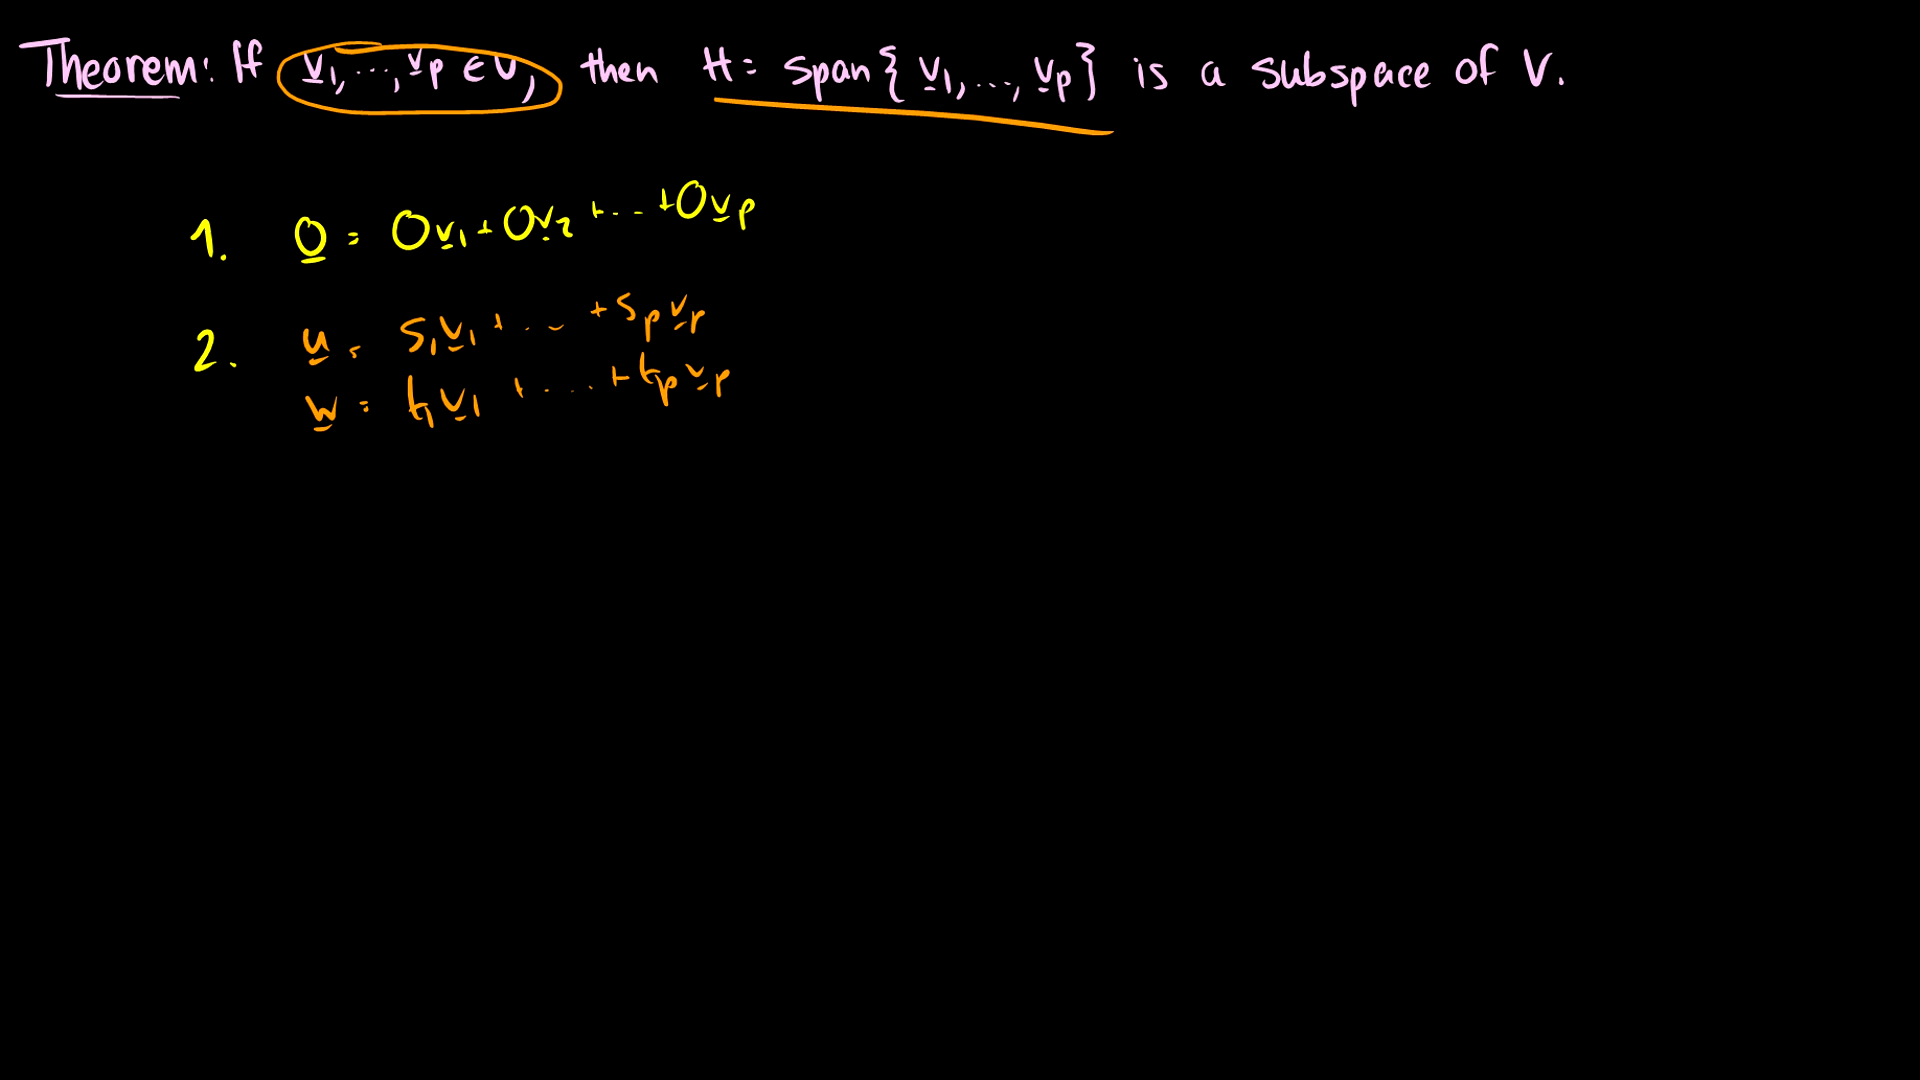 Theorem: If v1, ..., vp ∈ V, then H = span{ v1, ..., vp } is a subspace of V.
1. 0 = 0v1 + 0v2 + ... + 0vp
2. u = s1v1 + ... + spvp
w = t1v1 + ... + tpvp